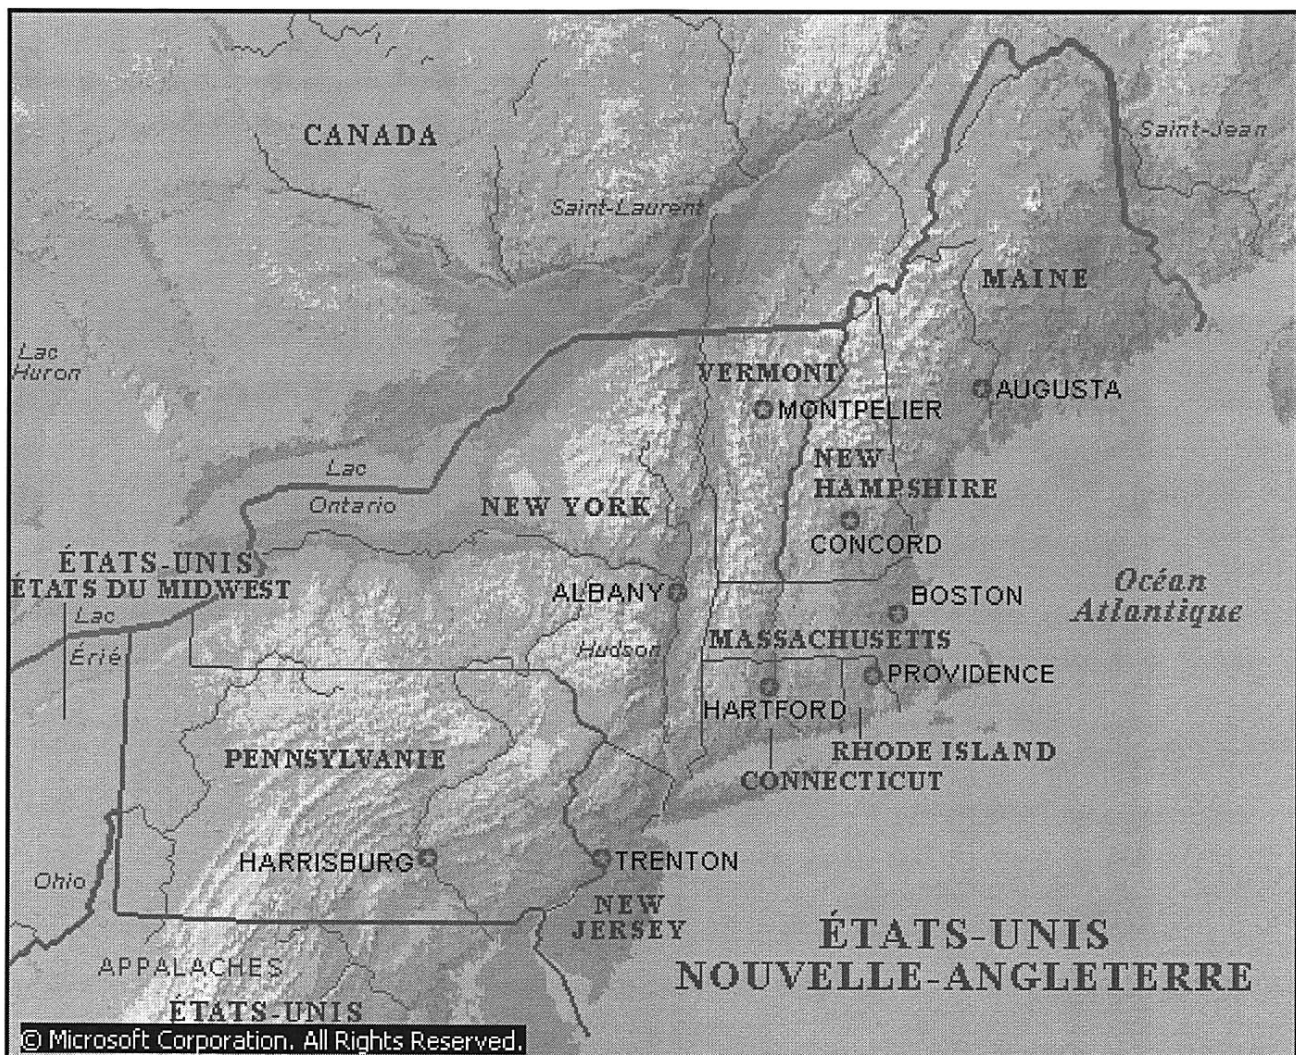 CANADA
Saint-Jean
Saint-Laurent
MAINE
Lac
Huron
VERMONT
AUGUSTA
MONTPELIER
Lac
Ontario
NEW YORK
NEW
HAMPSHIRE
CONCORD
ÉTATS-UNIS
ÉTATS DU MIDWEST
ALBANY
BOSTON
Océan
Atlantique
Lac
Érié
Hudson
MASSACHUSETTS
PROVIDENCE
HARTFORD
RHODE ISLAND
CONNECTICUT
PENNSYLVANIE
HARRISBURG
TRENTON
Ohio
NEW
JERSEY
ÉTATS-UNIS
NOUVELLE-ANGLETERRE
APPALACHES
ÉTATS-UNIS
© Microsoft Corporation. All Rights Reserved.